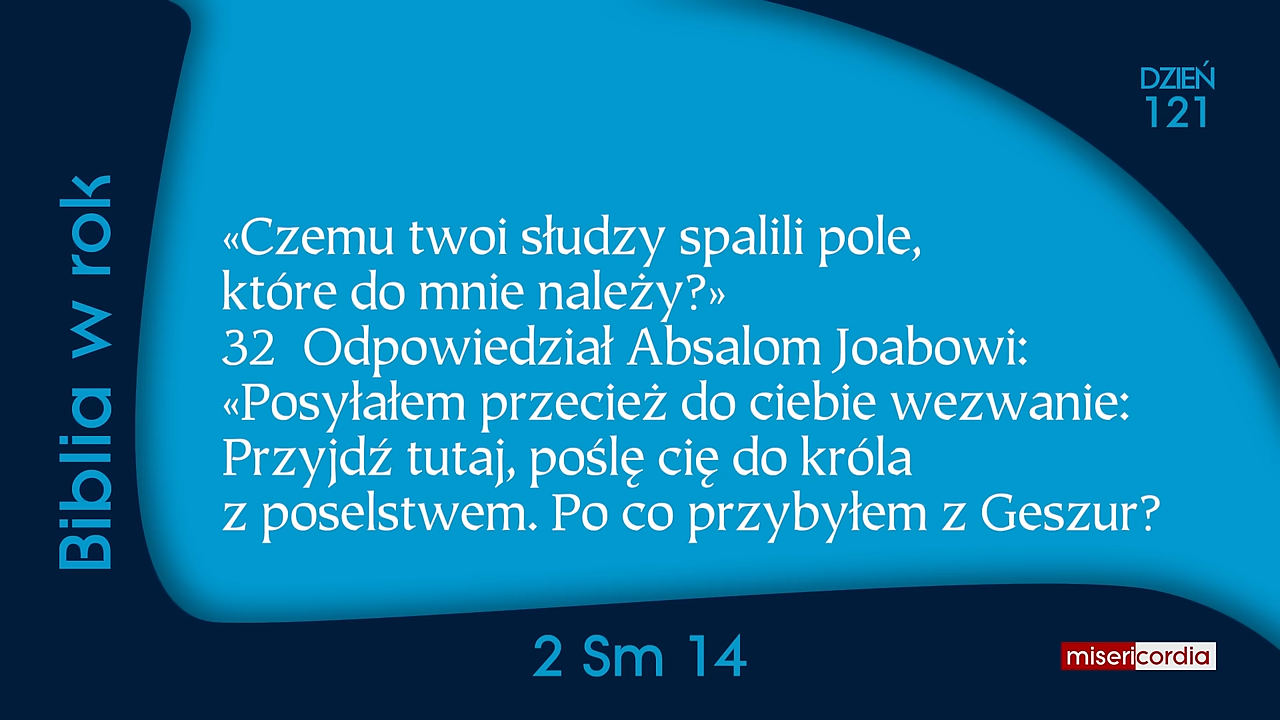 DZIEŃ
121
Biblia w rok
«Czemu twoi słudzy spalili pole,
które do mnie należy?»
32 Odpowiedział Absalom Joabowi:
«Posyłałem przecież do ciebie wezwanie:
Przyjdź tutaj, poślę cię do króla
z poselstwem. Po co przybyłem z Geszur?
2 Sm 14
misericordia